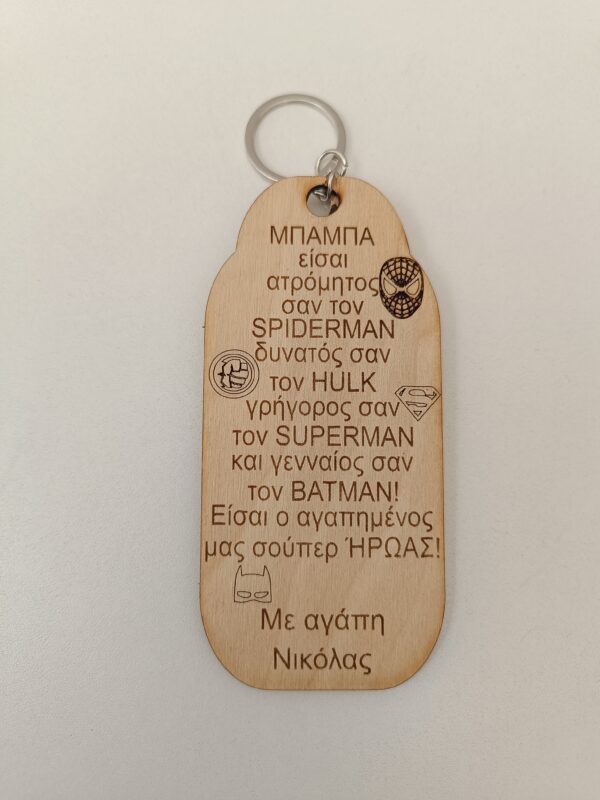 ΜΠΑΜΠΑ
είσαι
ατρόμητος
σαν τον
SPIDERMAN
δυνατός σαν
τον HULK
γρήγορος σαν
τον SUPERMAN
και γενναίος σαν
τον BATMAN!
Είσαι ο αγαπημένος
μας σούπερ ΉΡΩΑΣ!
Με αγάπη
Νικόλας